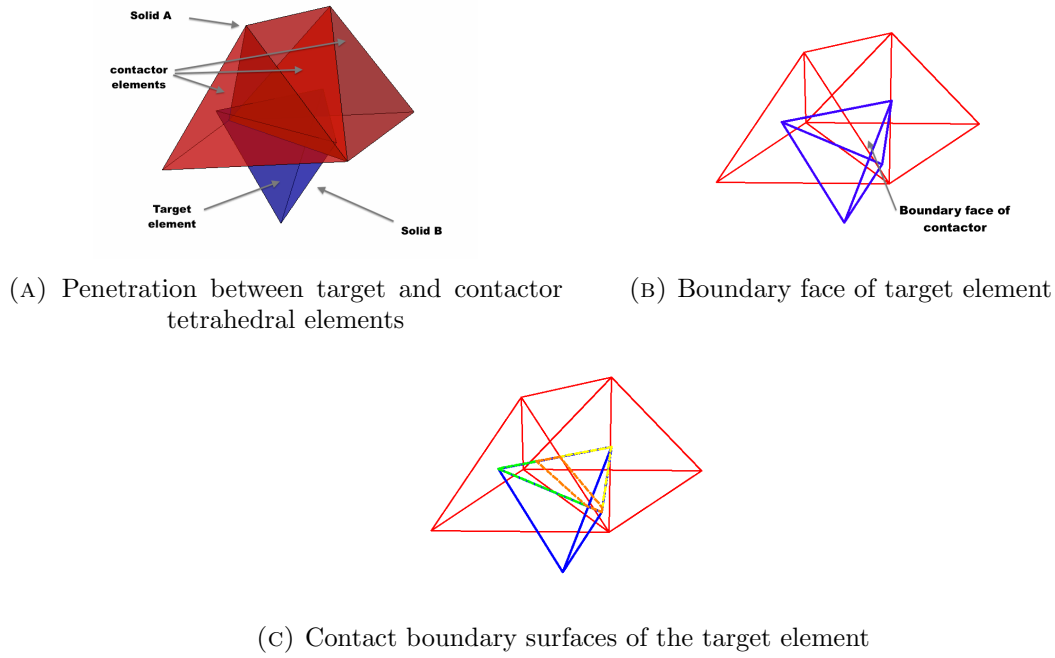 Solid A
contactor
elements
Target
element
Solid B
Boundary face of
contactor
(A) Penetration between target and contactor
tetrahedral elements
(B) Boundary face of target element
(C) Contact boundary surfaces of the target element